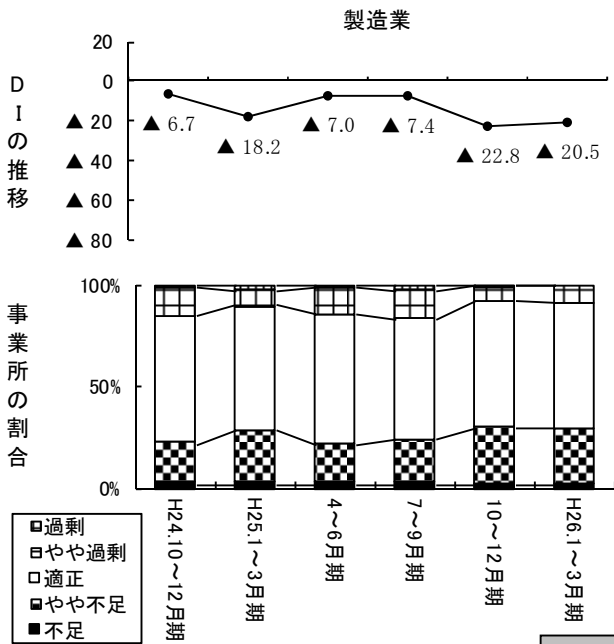 製造業
DIの推移
20
0
▲ 20
▲ 40
▲ 60
▲ 80
▲ 6.7
▲ 18.2
▲ 7.0
▲ 7.4
▲ 22.8
▲ 20.5
事業所の割合
100%
50%
0%
H24.10～12月期
H25.1～3月期
4～6月期
7～9月期
10～12月期
H26.1～3月期
過剰
やや過剰
適正
やや不足
不足